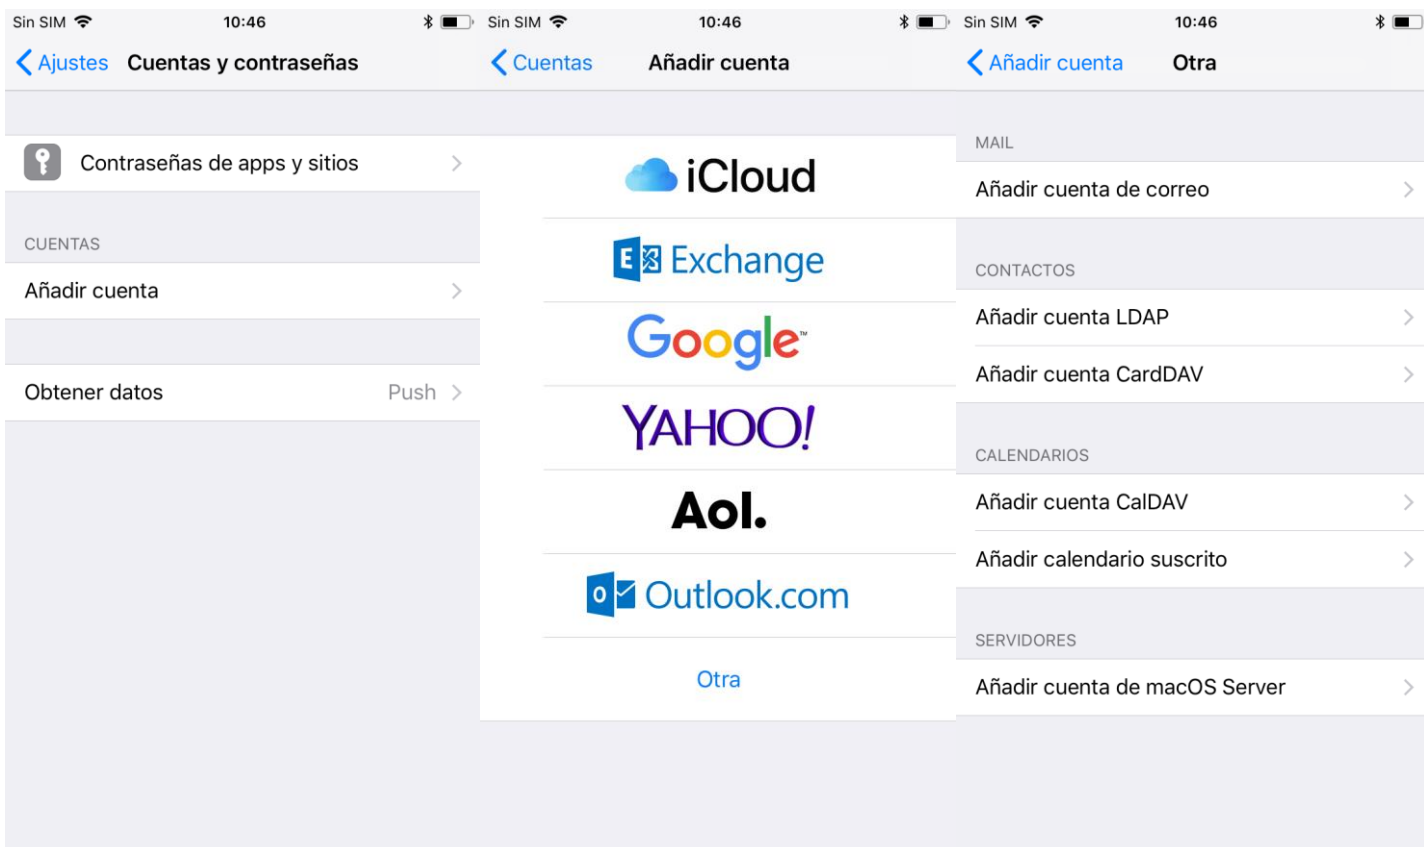 Sin SIM 10:46
Ajustes Cuentas y contraseñas
Contraseñas de apps y sitios
CUENTAS
Añadir cuenta
Obtener datos Push
Sin SIM 10:46
Cuentas Añadir cuenta
iCloud
E Exchange
Google™
YAHOO!
Aol.
o Outlook.com
Otra
Sin SIM 10:46
Añadir cuenta Otra
MAIL
Añadir cuenta de correo
CONTACTOS
Añadir cuenta LDAP
Añadir cuenta CardDAV
CALENDARIOS
Añadir cuenta CalDAV
Añadir calendario suscrito
SERVIDORES
Añadir cuenta de macOS Server